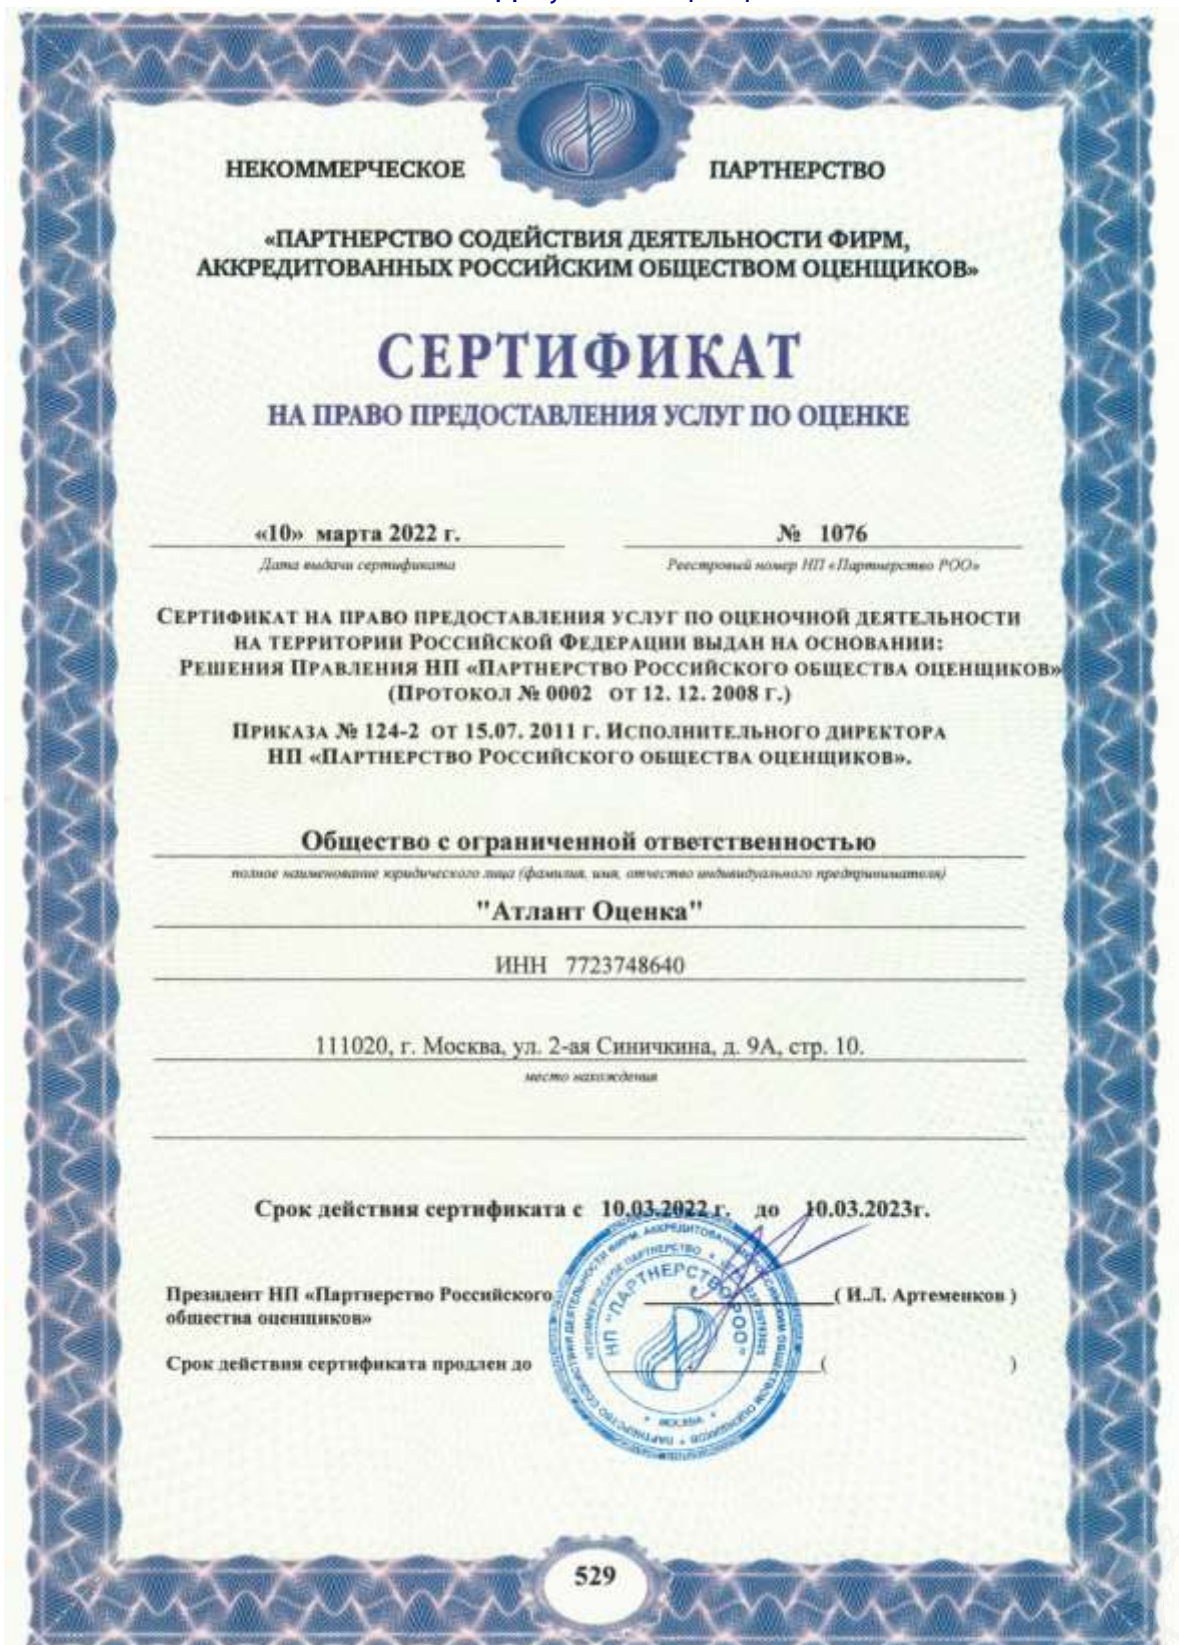 НЕКОММЕРЧЕСКОЕ ПАРТНЕРСТВО
«ПАРТНЕРСТВО СОДЕЙСТВИЯ ДЕЯТЕЛЬНОСТИ ФИРМ,
АККРЕДИТОВАННЫХ РОССИЙСКИМ ОБЩЕСТВОМ ОЦЕНЩИКОВ»
СЕРТИФИКАТ
НА ПРАВО ПРЕДОСТАВЛЕНИЯ УСЛУГ ПО ОЦЕНКЕ
«10» марта 2022 г. № 1076
Дата выдачи сертификата Реестровый номер НП «Партнерство РОО»
СЕРТИФИКАТ НА ПРАВО ПРЕДОСТАВЛЕНИЯ УСЛУГ ПО ОЦЕНОЧНОЙ ДЕЯТЕЛЬНОСТИ
НА ТЕРРИТОРИИ РОССИЙСКОЙ ФЕДЕРАЦИИ ВЫДАН НА ОСНОВАНИИ:
РЕШЕНИЯ ПРАВЛЕНИЯ НП «ПАРТНЕРСТВО РОССИЙСКОГО ОБЩЕСТВА ОЦЕНЩИКОВ»
(ПРОТОКОЛ № 0002 ОТ 12. 12. 2008 Г.)
ПРИКАЗА № 124-2 ОТ 15.07. 2011 Г. ИСПОЛНИТЕЛЬНОГО ДИРЕКТОРА
НП «ПАРТНЕРСТВО РОССИЙСКОГО ОБЩЕСТВА ОЦЕНЩИКОВ».
Общество с ограниченной ответственностью
полное наименование юридического лица (фамилия, имя, отчество индивидуального предпринимателя)
"Атлант Оценка"
ИНН 7723748640
111020, г. Москва, ул. 2-ая Синичкина, д. 9А, стр. 10.
место нахождения
Срок действия сертификата с 10.03.2022 г. до 10.03.2023г.
Президент НП «Партнерство Российского ( И.Л. Артеменков )
общества оценщиков»
Срок действия сертификата продлен до ( )
НП "ПАРТНЕРСТВО РОО"
МОСКВА
529